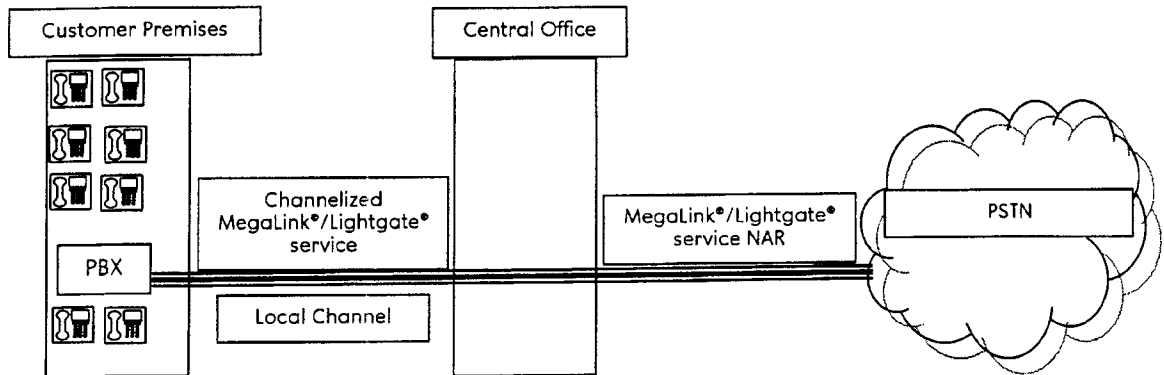 Customer Premises
Central Office
Channelized
MegaLink®/Lightgate®
service
MegaLink®/Lightgate®
service NAR
PSTN
PBX
Local Channel